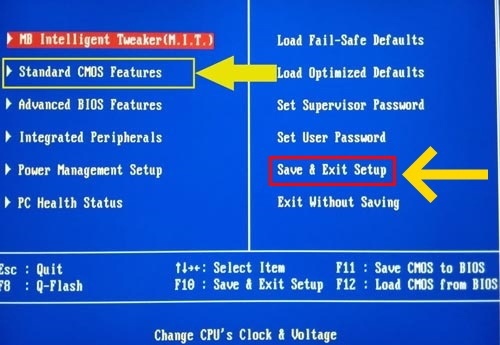 MB Intelligent Tweaker(M.I.T.)
Standard CMOS Features
Advanced BIOS Features
Integrated Peripherals
Power Management Setup
PC Health Status
Load Fail-Safe Defaults
Load Optimized Defaults
Set Supervisor Password
Set User Password
Save & Exit Setup
Exit Without Saving
Esc : Quit ↑↓→←: Select Item F11 : Save CMOS to BIOS
F8 : Q-Flash F10 : Save & Exit Setup F12 : Load CMOS from BIOS
Change CPU's Clock & Voltage